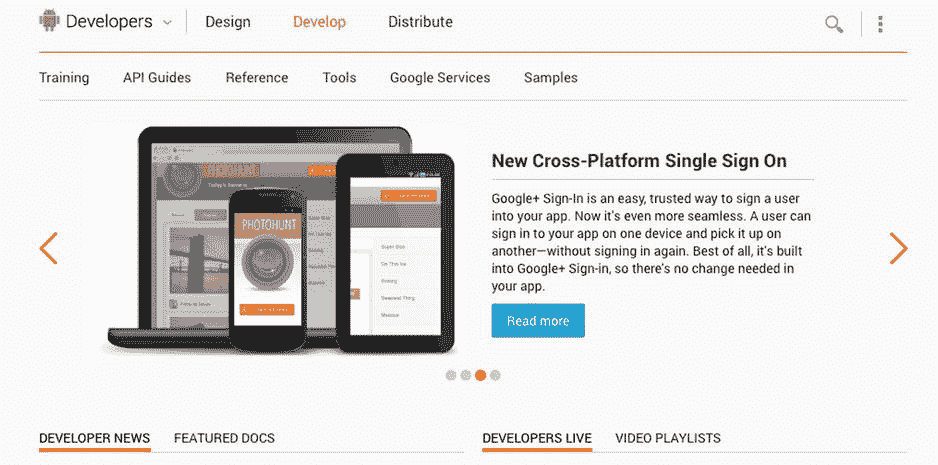 Developers Design Develop Distribute
Training API Guides Reference Tools Google Services Samples
New Cross-Platform Single Sign On
Google+ Sign-In is an easy, trusted way to sign a user
into your app. Now it's even more seamless. A user can
sign in to your app on one device and pick it up on
another—without signing in again. Best of all, it's built
into Google+ Sign-in, so there's no change needed in
your app.
Read more
PHOTOHUNT
DEVELOPER NEWS FEATURED DOCS DEVELOPERS LIVE VIDEO PLAYLISTS